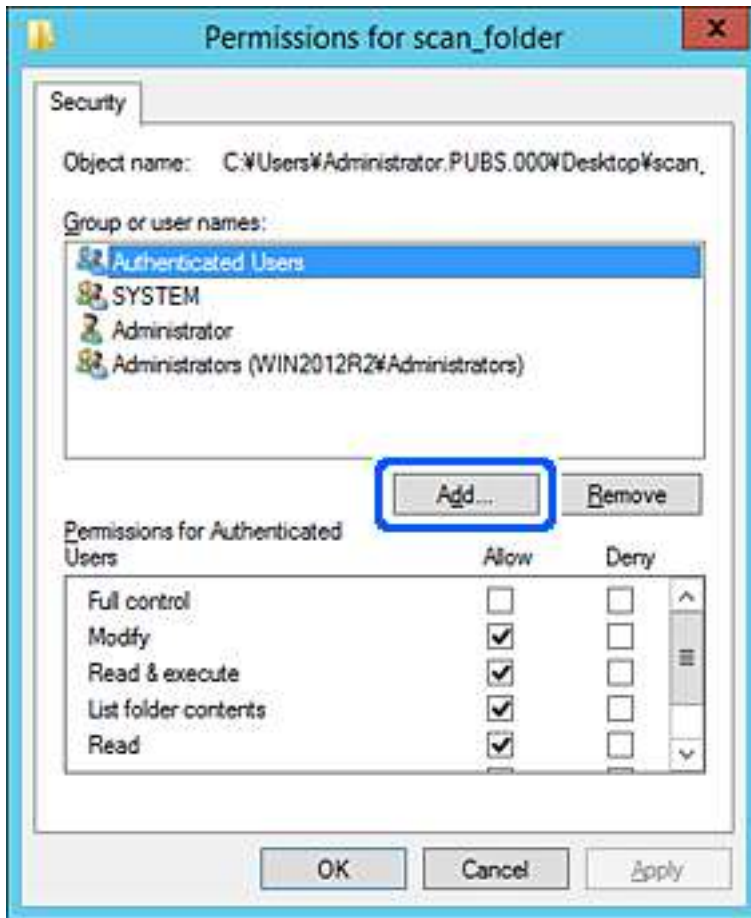 Permissions for scan_folder
x
Security
Object name: C:¥Users¥Administrator.PUBS.000¥Desktop¥scan_
Group or user names:
Authenticated Users
SYSTEM
Administrator
Administrators (WIN2012R2¥Administrators)
Add... Remove
Permissions for Authenticated
Users Allow Deny
Full control
Modify
Read & execute
List folder contents
Read
OK Cancel Apply